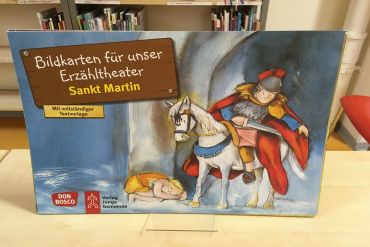 Bildkarten für unser
Erzähltheater
Sankt Martin
Mit vollständiger
Textvorlage
DON
BOSCO
Verlag
Junge
Gemeinde